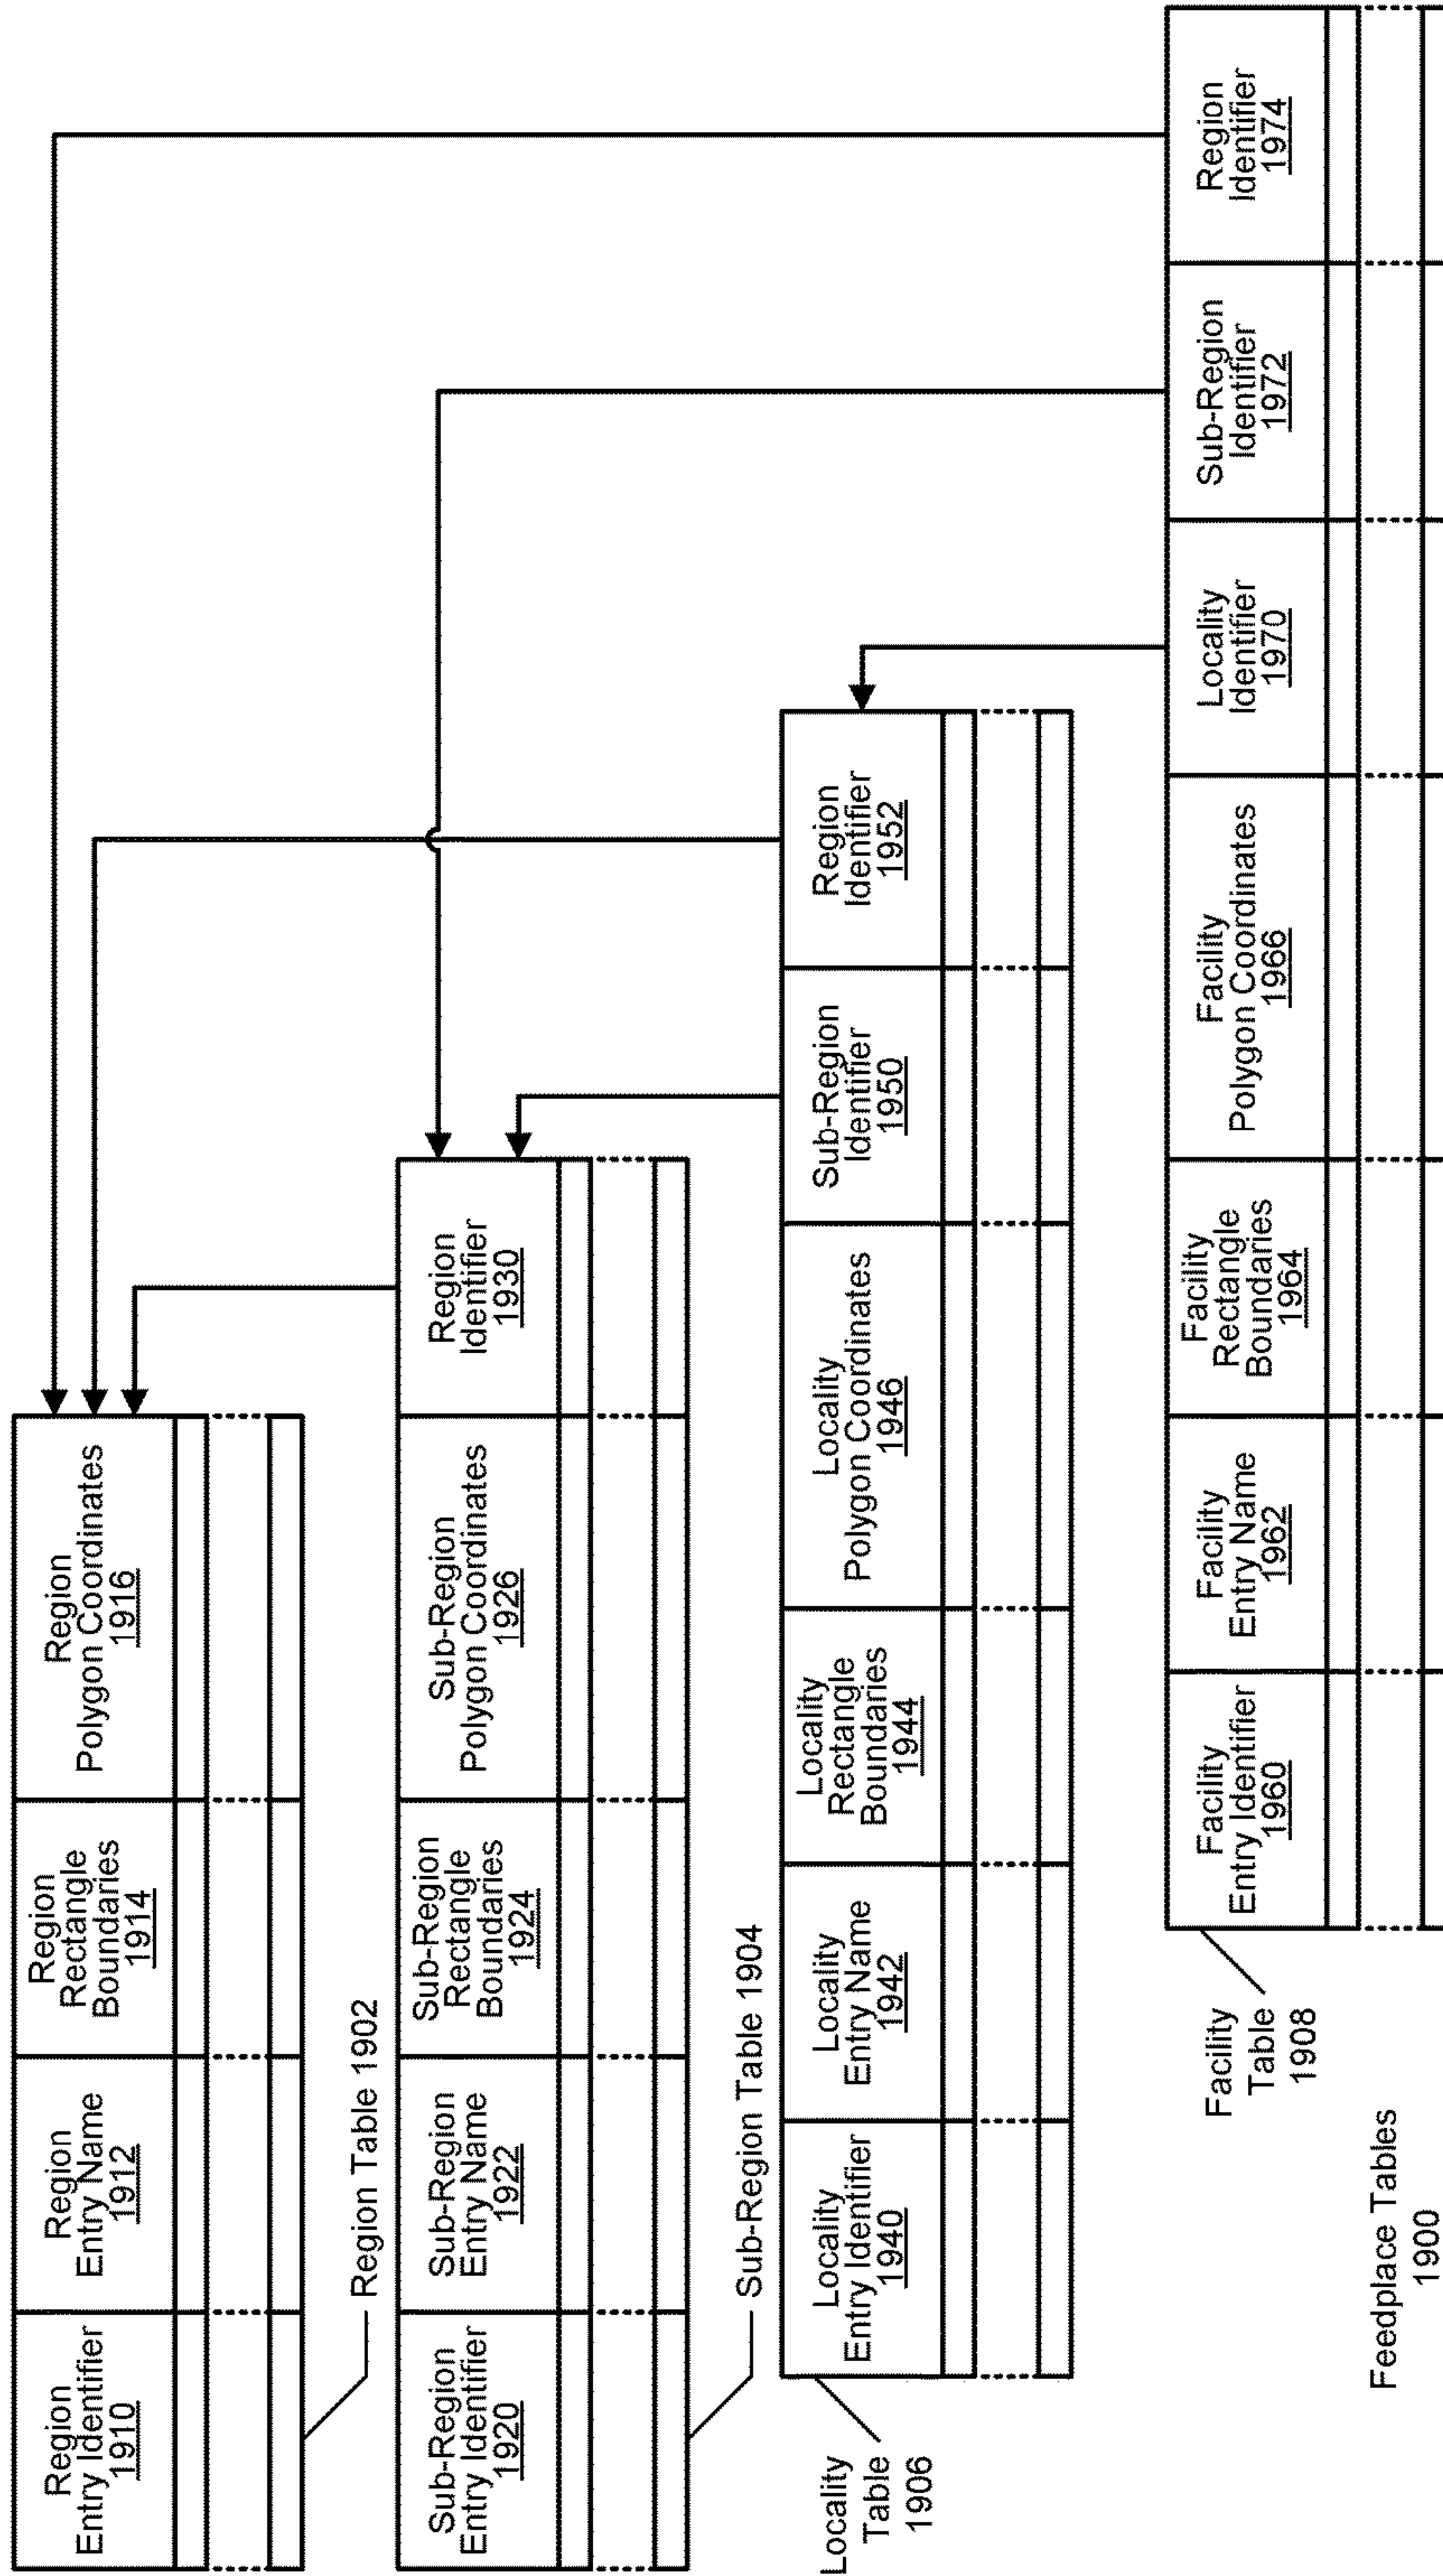 Region
Entry Identifier
1910
Region
Entry Name
1912
Region
Rectangle
Boundaries
1914
Region
Polygon Coordinates
1916
Region Table 1902
Sub-Region
Entry Identifier
1920
Sub-Region
Entry Name
1922
Sub-Region
Rectangle
Boundaries
1924
Sub-Region
Polygon Coordinates
1926
Region
Identifier
1930
Sub-Region Table 1904
Locality
Entry Identifier
1940
Locality
Entry Name
1942
Locality
Rectangle
Boundaries
1944
Locality
Polygon Coordinates
1946
Sub-Region
Identifier
1950
Region
Identifier
1952
Locality
Table
1906
Facility
Entry Identifier
1960
Facility
Entry Name
1962
Facility
Rectangle
Boundaries
1964
Facility
Polygon Coordinates
1966
Locality
Identifier
1970
Sub-Region
Identifier
1972
Region
Identifier
1974
Facility
Table
1908
Feedplace Tables
1900